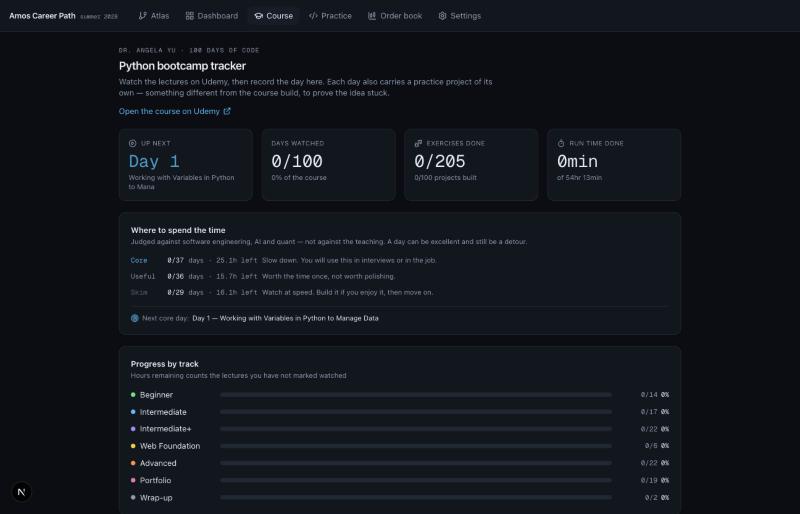 Amos Career Path summer 2028 Atlas Dashboard Course Practice Order book Settings
DR. ANGELA YU · 100 DAYS OF CODE
Python bootcamp tracker
Watch the lectures on Udemy, then record the day here. Each day also carries a practice project of its
own — something different from the course build, to prove the idea stuck.
Open the course on Udemy
UP NEXT
Day 1
Working with Variables in Python
to Mana
DAYS WATCHED
0/100
0% of the course
EXERCISES DONE
0/205
0/100 projects built
RUN TIME DONE
0min
of 54hr 13min
Where to spend the time
Judged against software engineering, AI and quant — not against the teaching. A day can be excellent and still be a detour.
Core 0/37 days · 25.1h left Slow down. You will use this in interviews or in the job.
Useful 0/36 days · 15.7h left Worth the time once, not worth polishing.
Skim 0/29 days · 16.1h left Watch at speed. Build it if you enjoy it, then move on.
Next core day: Day 1 — Working with Variables in Python to Manage Data
Progress by track
Hours remaining counts the lectures you have not marked watched
Beginner 0/14 0%
Intermediate 0/17 0%
Intermediate+ 0/22 0%
Web Foundation 0/6 0%
Advanced 0/22 0%
Portfolio 0/19 0%
Wrap-up 0/2 0%
N